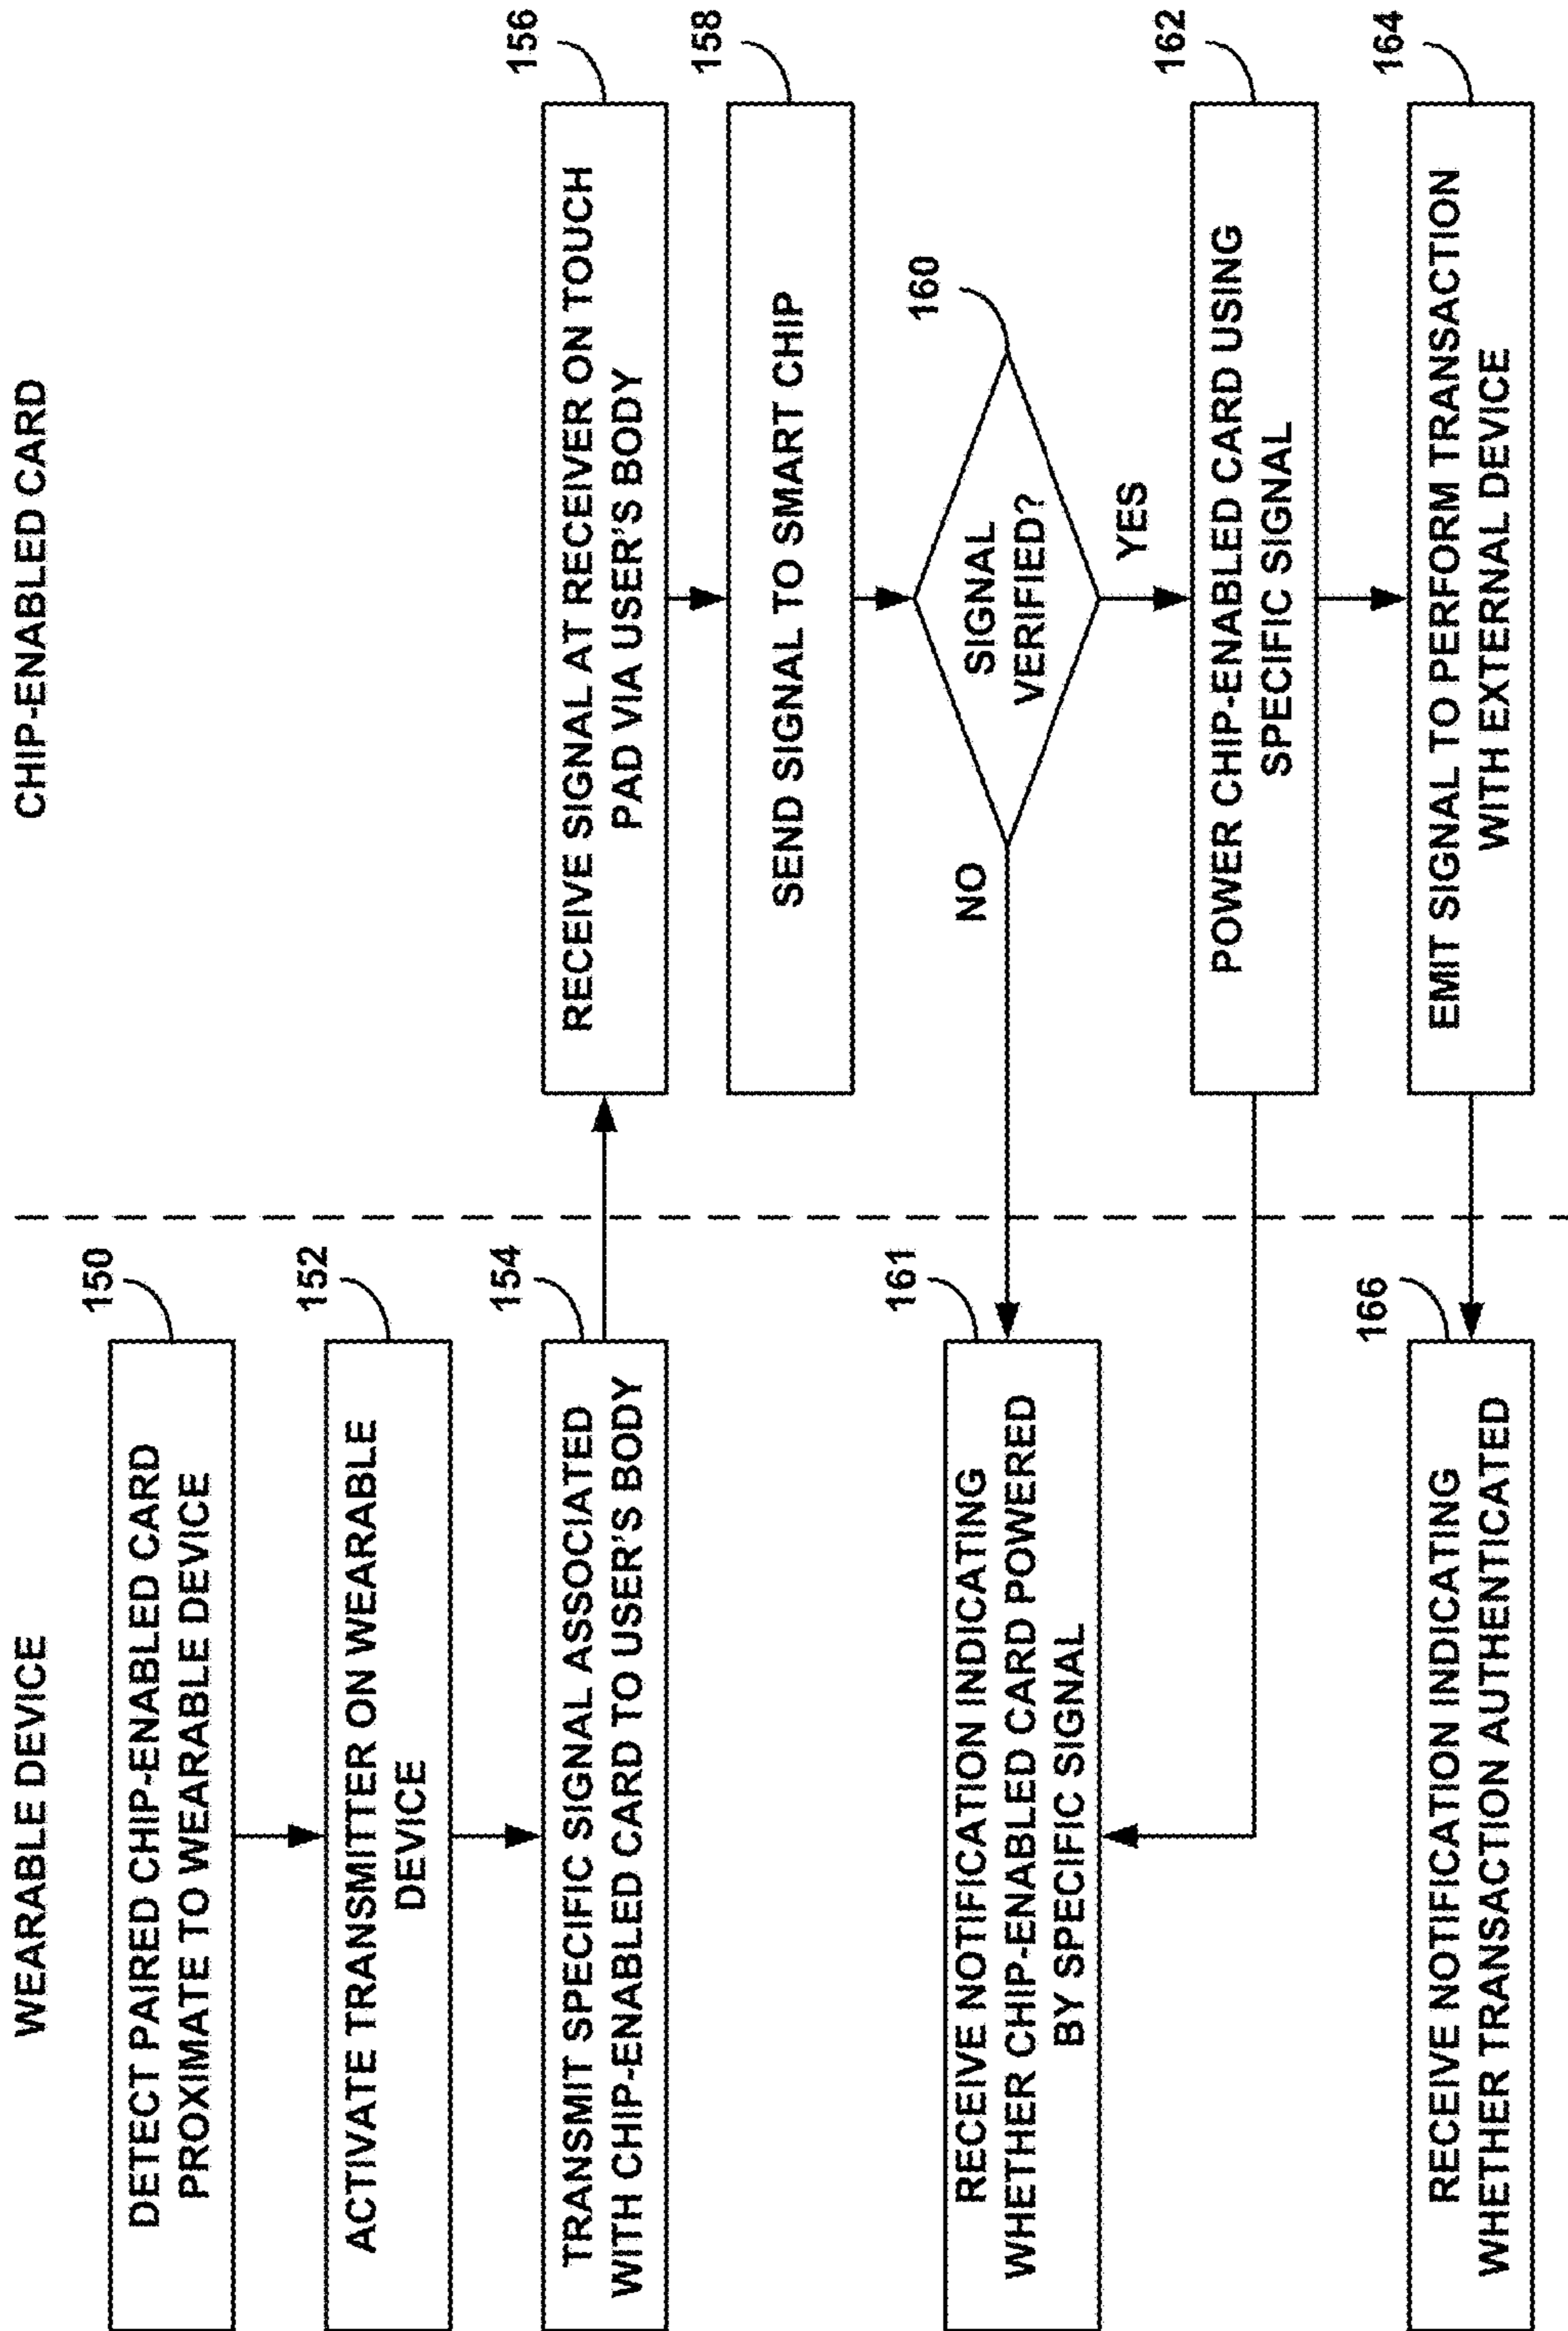 WEARABLE DEVICE
150
DETECT PAIRED CHIP-ENABLED CARD
PROXIMATE TO WEARABLE DEVICE
152
ACTIVATE TRANSMITTER ON WEARABLE
DEVICE
154
TRANSMIT SPECIFIC SIGNAL ASSOCIATED
WITH CHIP-ENABLED CARD TO USER'S BODY
161
RECEIVE NOTIFICATION INDICATING
WHETHER CHIP-ENABLED CARD POWERED
BY SPECIFIC SIGNAL
166
RECEIVE NOTIFICATION INDICATING
WHETHER TRANSACTION AUTHENTICATED
CHIP-ENABLED CARD
156
RECEIVE SIGNAL AT RECEIVER ON TOUCH
PAD VIA USER'S BODY
158
SEND SIGNAL TO SMART CHIP
160
SIGNAL
VERIFIED?
NO
YES
162
POWER CHIP-ENABLED CARD USING
SPECIFIC SIGNAL
164
EMIT SIGNAL TO PERFORM TRANSACTION
WITH EXTERNAL DEVICE